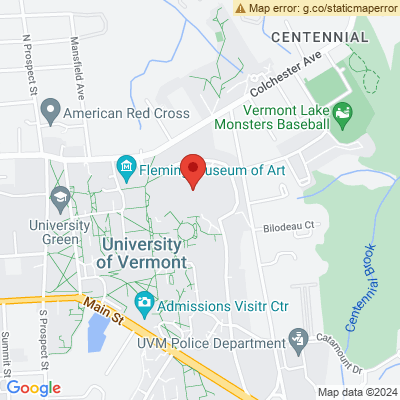 Map error: g.co/staticmaperror
CENTENNIAL
Colchester Ave
N Prospect St
Mansfield Ave
American Red Cross
Vermont Lake
Monsters Baseball
Fleming Museum of Art
University
Green
Bilodeau Ct
University
of Vermont
Centennial Brook
Admissions Visitr Ctr
Main St
S Prospect St
Summit St
UVM Police Department
Calamount Dr
Google
Map data ©2024